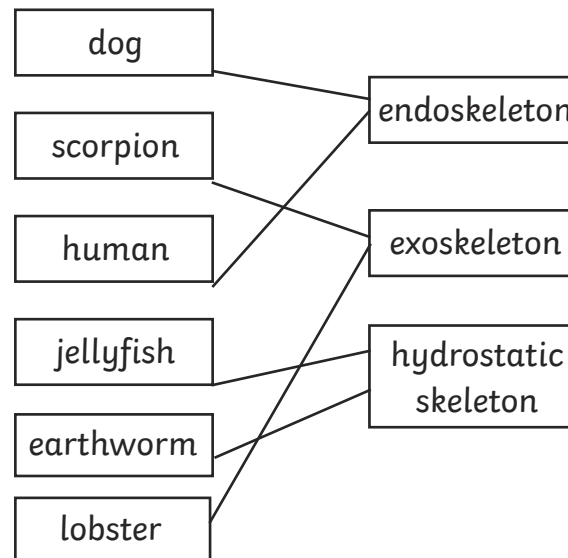 dog
scorpion
human
jellyfish
earthworm
lobster
endoskeleton
exoskeleton
hydrostatic
skeleton